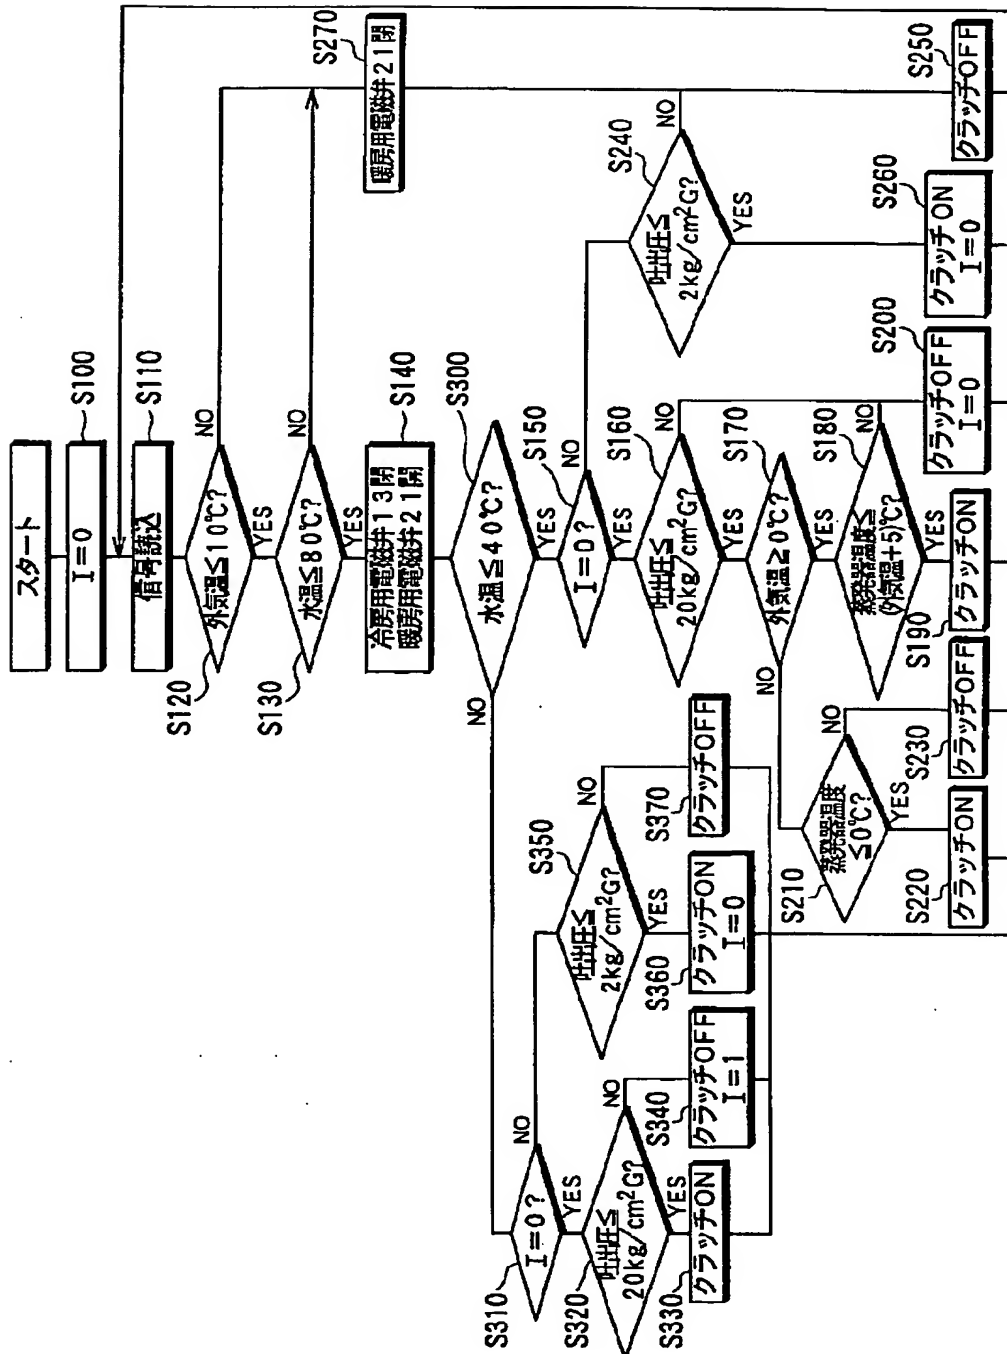 スタート
I=0
S100
信号読込
S110
外気温≦10℃?
S120
NO
YES
水温≦80℃?
S130
NO
YES
暖房用電磁弁21閉
S270
冷房用電磁弁13閉
暖房用電磁弁21開
S140
水温≦40℃?
S300
NO
YES
I=0?
S150
NO
YES
吐出圧≦
20kg/cm²G?
S160
NO
YES
外気温≧0℃?
S170
NO
YES
蒸発器温度≦
(外気温+5)℃?
S180
NO
YES
クラッチON
S190
クラッチOFF
I=0
S200
蒸発器温度
≦0℃?
S210
NO
YES
クラッチON
S220
クラッチOFF
S230
吐出圧≦
2kg/cm²G?
S240
NO
YES
クラッチOFF
S250
クラッチON
I=0
S260
I=0?
S310
NO
YES
吐出圧≦
20kg/cm²G?
S320
NO
YES
クラッチON
S330
クラッチOFF
I=1
S340
吐出圧≦
2kg/cm²G?
S350
NO
YES
クラッチON
I=0
S360
クラッチOFF
S370